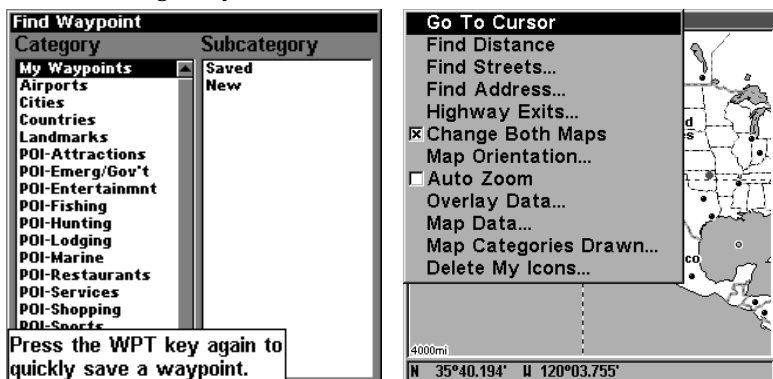 Find Waypoint
Category
Subcategory
My Waypoints
Airports
Cities
Countries
Landmarks
POI-Attractions
POI-Emerg/Gov't
POI-Entertainmnt
POI-Fishing
POI-Hunting
POI-Lodging
POI-Marine
POI-Restaurants
POI-Services
POI-Shopping
POI-Sports
Saved
New
Press the WPT key again to
quickly save a waypoint.
Go To Cursor
Find Distance
Find Streets...
Find Address...
Highway Exits...
Change Both Maps
Map Orientation...
Auto Zoom
Overlay Data...
Map Data...
Map Categories Drawn...
Delete My Icons...
4000mi
N 35°40.194' W 120°03.755'